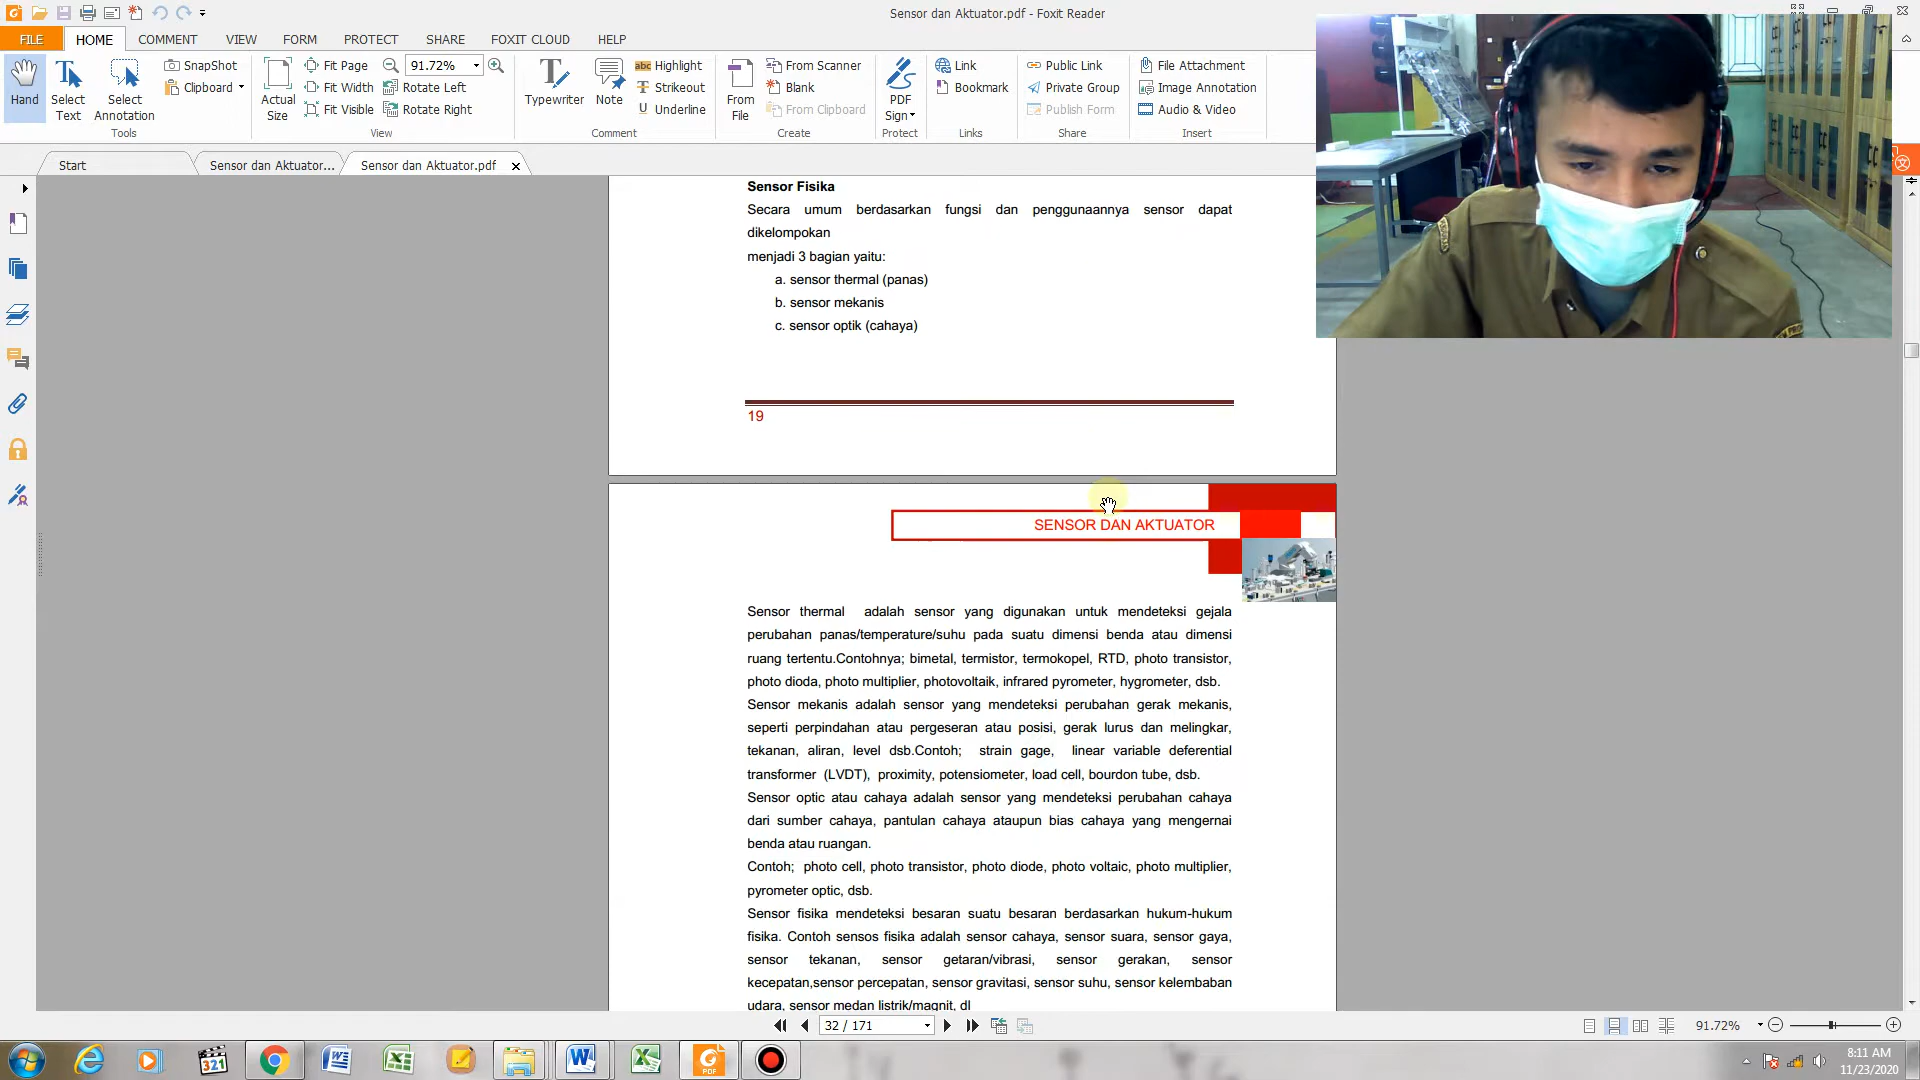 Sensor dan Aktuator.pdf - Foxit Reader
FILE HOME COMMENT VIEW FORM PROTECT SHARE FOXIT CLOUD HELP
Hand
Select Text
Select Annotation
SnapShot
Clipboard
Tools
Actual Size
Fit Page
Fit Width
Fit Visible
91.72%
Rotate Left
Rotate Right
View
Typewriter
Note
abc Highlight
Strikeout
U Underline
Comment
From File
From Scanner
Blank
From Clipboard
Create
PDF Sign
Protect
Link
Bookmark
Links
Public Link
Private Group
Publish Form
Share
File Attachment
Image Annotation
Audio & Video
Insert
Start
Sensor dan Aktuator...
Sensor dan Aktuator.pdf
Sensor Fisika
Secara umum berdasarkan fungsi dan penggunaannya sensor dapat
dikelompokan
menjadi 3 bagian yaitu:
a. sensor thermal (panas)
b. sensor mekanis
c. sensor optik (cahaya)
19
SENSOR DAN AKTUATOR
Sensor thermal adalah sensor yang digunakan untuk mendeteksi gejala
perubahan panas/temperature/suhu pada suatu dimensi benda atau dimensi
ruang tertentu.Contohnya; bimetal, termistor, termokopel, RTD, photo transistor,
photo dioda, photo multiplier, photovoltaik, infrared pyrometer, hygrometer, dsb.
Sensor mekanis adalah sensor yang mendeteksi perubahan gerak mekanis,
seperti perpindahan atau pergeseran atau posisi, gerak lurus dan melingkar,
tekanan, aliran, level dsb.Contoh; strain gage, linear variable deferential
transformer (LVDT), proximity, potensiometer, load cell, bourdon tube, dsb.
Sensor optic atau cahaya adalah sensor yang mendeteksi perubahan cahaya
dari sumber cahaya, pantulan cahaya ataupun bias cahaya yang mengernai
benda atau ruangan.
Contoh; photo cell, photo transistor, photo diode, photo voltaic, photo multiplier,
pyrometer optic, dsb.
Sensor fisika mendeteksi besaran suatu besaran berdasarkan hukum-hukum
fisika. Contoh sensos fisika adalah sensor cahaya, sensor suara, sensor gaya,
sensor tekanan, sensor getaran/vibrasi, sensor gerakan, sensor
kecepatan,sensor percepatan, sensor gravitasi, sensor suhu, sensor kelembaban
udara, sensor medan listrik/magnit, dl
32 / 171
91.72%
321
PDF
8:11 AM
11/23/2020